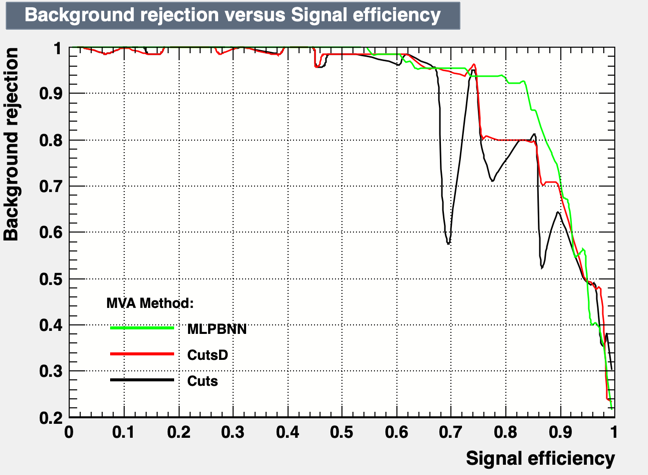 Background rejection versus Signal efficiency
Background rejection
1
0.9
0.8
0.7
0.6
0.5
0.4
0.3
0.2
MVA Method:
MLPBNN
CutsD
Cuts
0 0.1 0.2 0.3 0.4 0.5 0.6 0.7 0.8 0.9 1
Signal efficiency